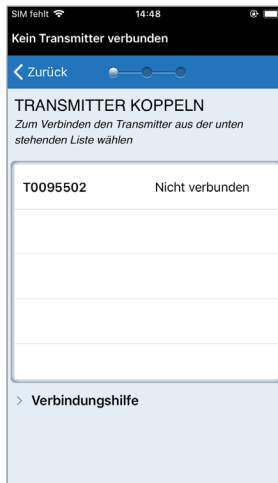 SIM fehlt 14:48
Kein Transmitter verbunden
Zurück
TRANSMITTER KOPPELN
Zum Verbinden den Transmitter aus der unten
stehenden Liste wählen
T0095502 Nicht verbunden
Verbindungshilfe